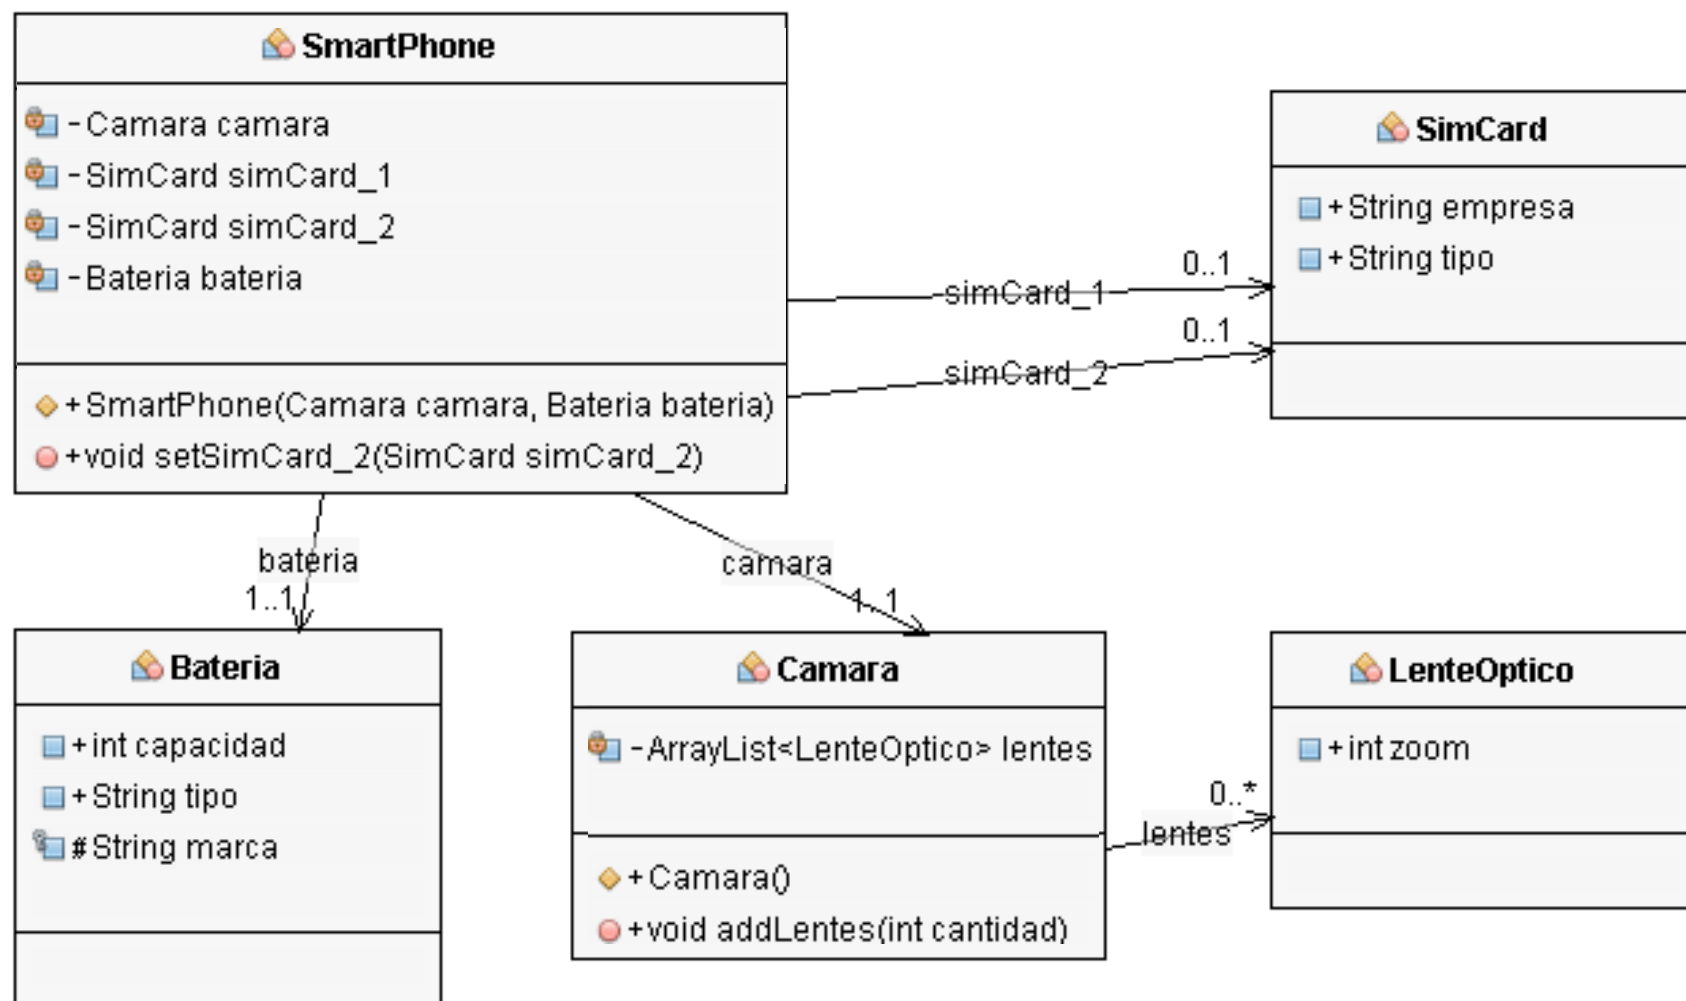 SmartPhone
-Camara camara
-SimCard simCard_1
-SimCard simCard_2
-Bateria bateria
+SmartPhone(Camara camara, Bateria bateria)
+void setSimCard_2(SimCard simCard_2)
SimCard
+String empresa
+String tipo
0..1
simCard_1
0..1
simCard_2
bateria
1..1
camara
1..1
Bateria
+int capacidad
+String tipo
#String marca
Camara
-ArrayList<LenteOptico> lentes
+Camara()
+void addLentes(int cantidad)
0..*
lentes
LenteOptico
+int zoom